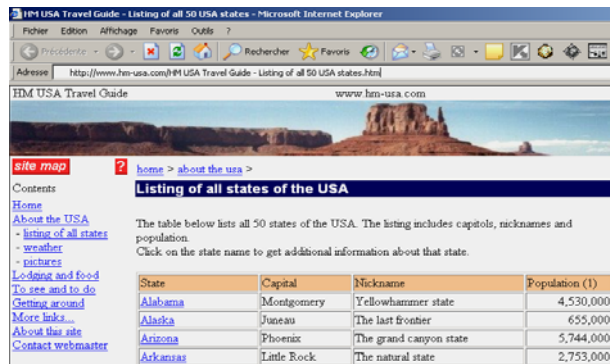 HM USA Travel Guide - Listing of all 50 USA states - Microsoft Internet Explorer
Fichier Edition Affichage Favoris Outils ?
Précédente Rechercher Favoris
Adresse http://www.hm-usa.com/HM USA Travel Guide - Listing of all 50 USA states.htm
HM USA Travel Guide www.hm-usa.com
site map ? home > about the usa >
Contents
Listing of all states of the USA
Home
About the USA
- listing of all states
- weather
- pictures
Lodging and food
To see and to do
Getting around
More links...
About this site
Contact webmaster
The table below lists all 50 states of the USA. The listing includes capitols, nicknames and
population.
Click on the state name to get additional information about that state.
State Capital Nickname Population (1)
Alabama Montgomery Yellowhammer state 4,530,000
Alaska Juneau The last frontier 655,000
Arizona Phoenix The grand canyon state 5,744,000
Arkansas Little Rock The natural state 2,753,000